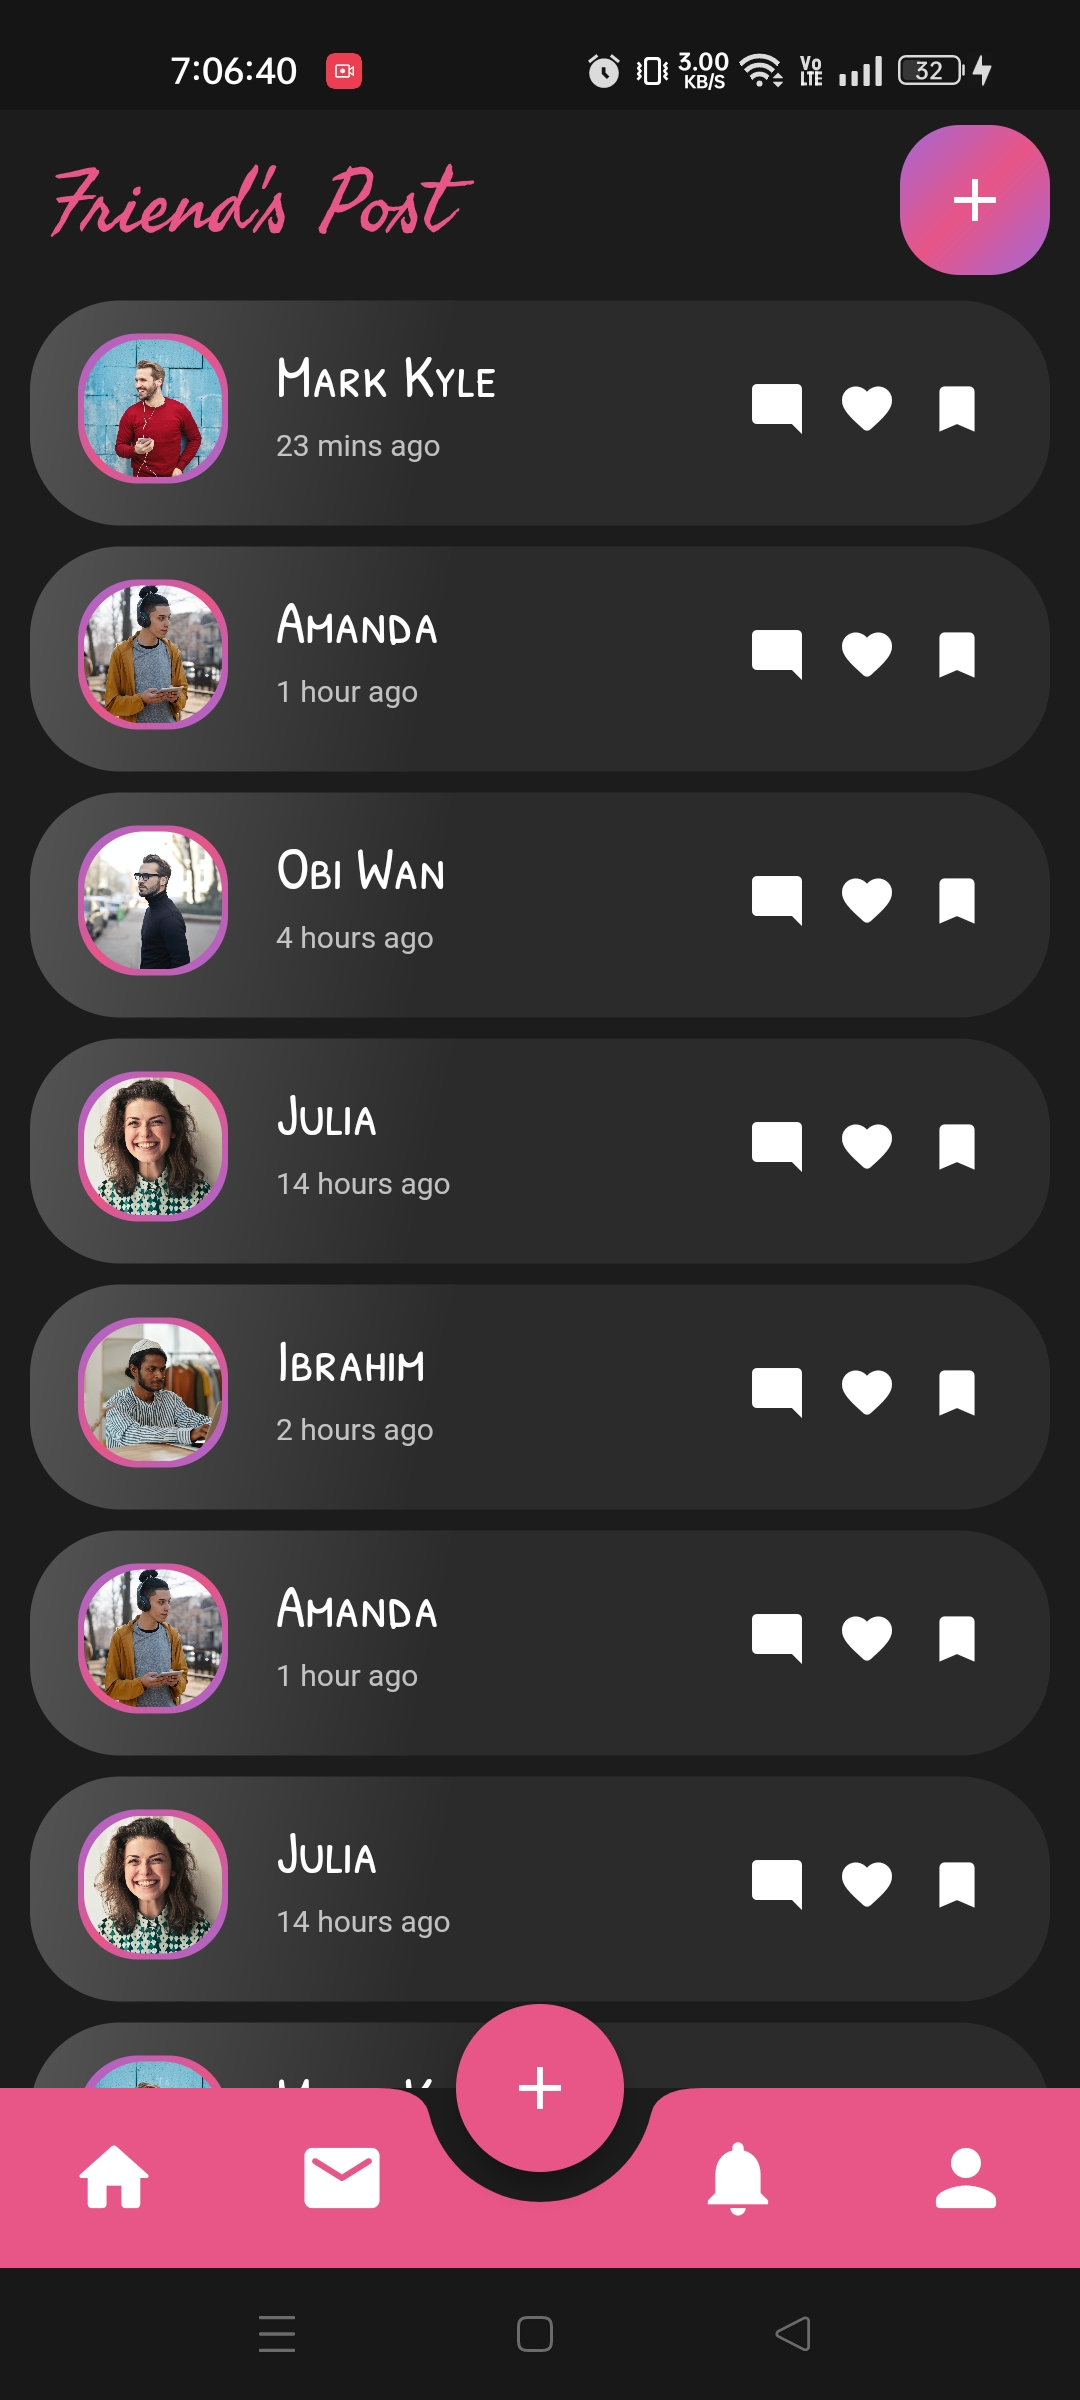 7:06:40
3.00
KB/S
Vo
LTE
32
Friend's Post
Mark Kyle
23 mins ago
Amanda
1 hour ago
Obi Wan
4 hours ago
Julia
14 hours ago
Ibrahim
2 hours ago
Amanda
1 hour ago
Julia
14 hours ago